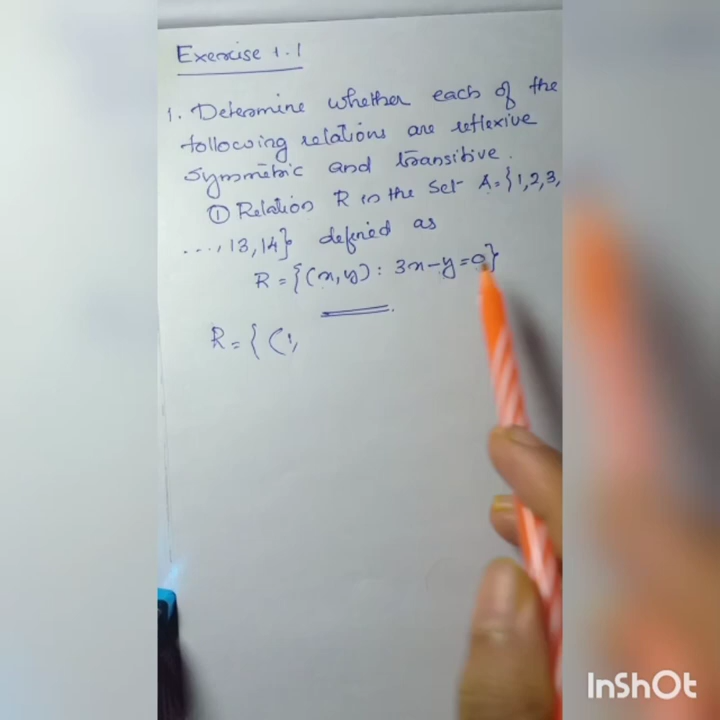 Exercise 1.1
1. Determine whether each of the
following relations are reflexive
symmetric and transitive.
① Relation R in the set A={1,2,3,
...,13,14} defined as
R={(x,y): 3x-y=0}
R={(1,
InShOt